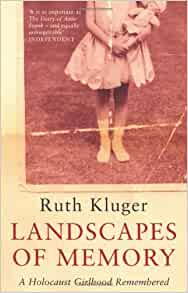 'It is as important as
The Diary of Anne
Frank – and equally
unforgettable'
INDEPENDENT
Ruth Kluger
LANDSCAPES
OF MEMORY
A Holocaust Girlhood Remembered